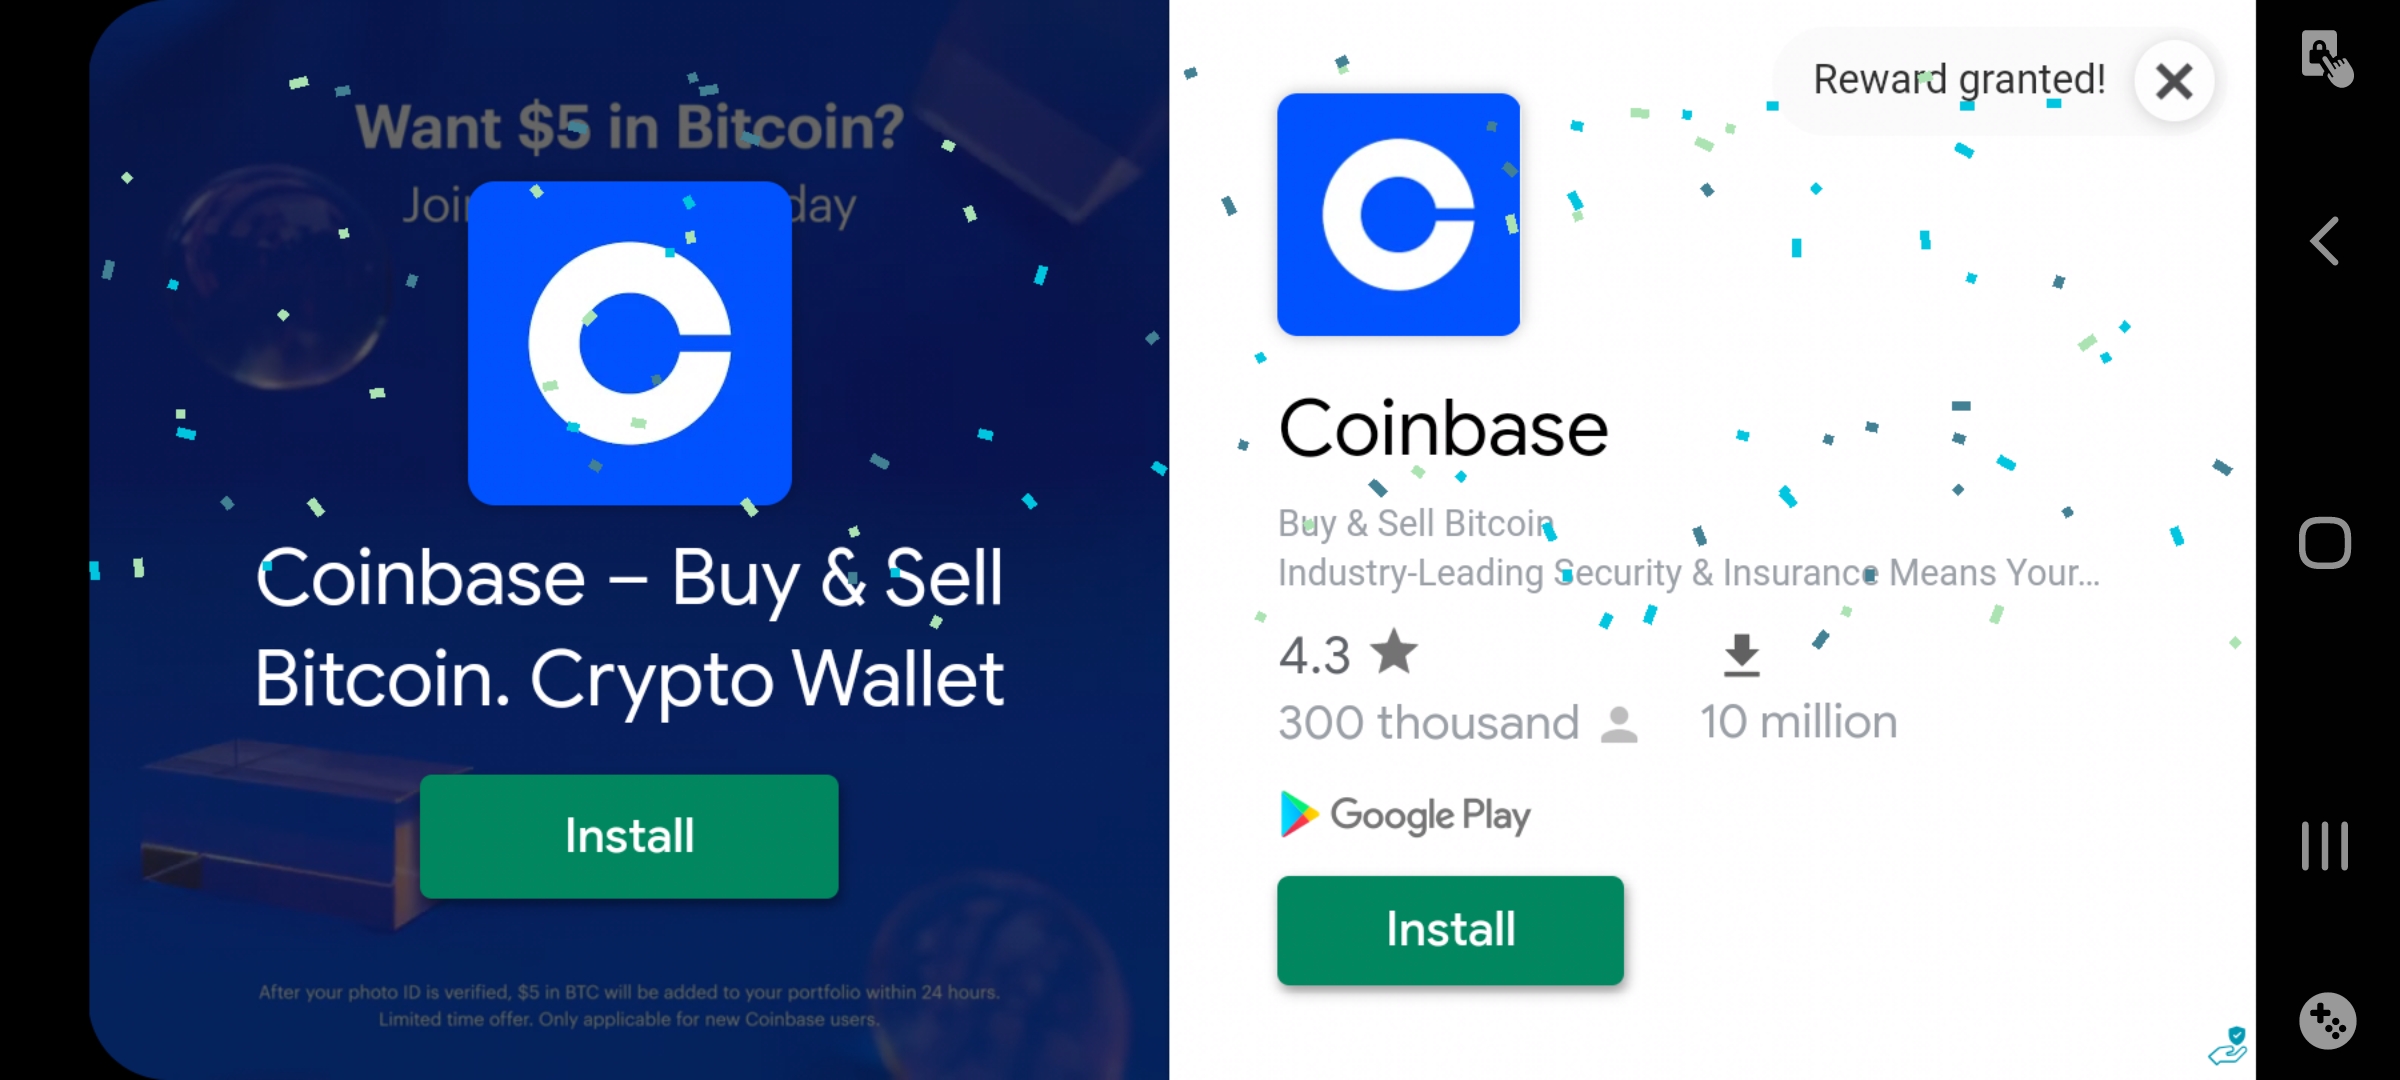 Want $5 in Bitcoin?
Joi day
Coinbase – Buy & Sell
Bitcoin. Crypto Wallet
Install
After your photo ID is verified, $5 in BTC will be added to your portfolio within 24 hours.
Limited time offer. Only applicable for new Coinbase users.
Reward granted!
Coinbase
Buy & Sell Bitcoin
Industry-Leading Security & Insurance Means Your...
4.3
300 thousand
10 million
Google Play
Install